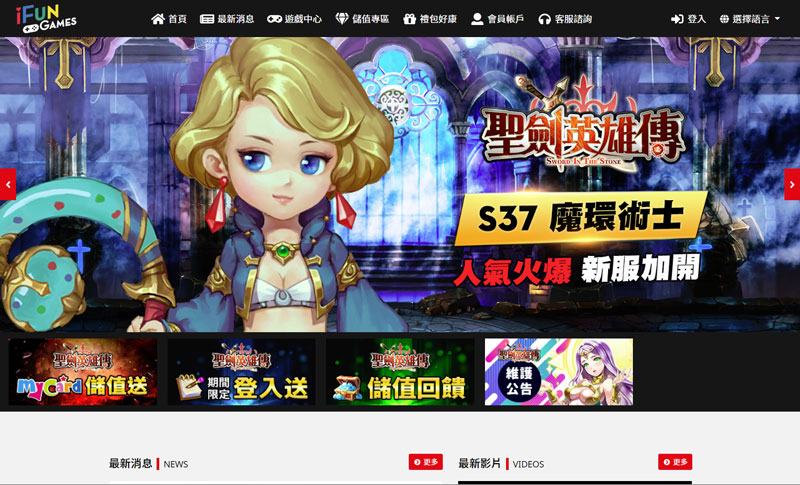 iFUN GAMES
首頁 最新消息 遊戲中心 儲值專區 禮包好康 會員帳戶 客服諮詢 登入 選擇語言
聖劍英雄傳
SWORD IN THE STONE
S37 魔環術士
人氣火爆 新服加開
聖劍英雄傳
MyCard 儲值送
聖劍英雄傳
期間限定 登入送
聖劍英雄傳
儲值回饋
聖劍英雄傳
維護公告
最新消息 NEWS 更多
最新影片 VIDEOS 更多